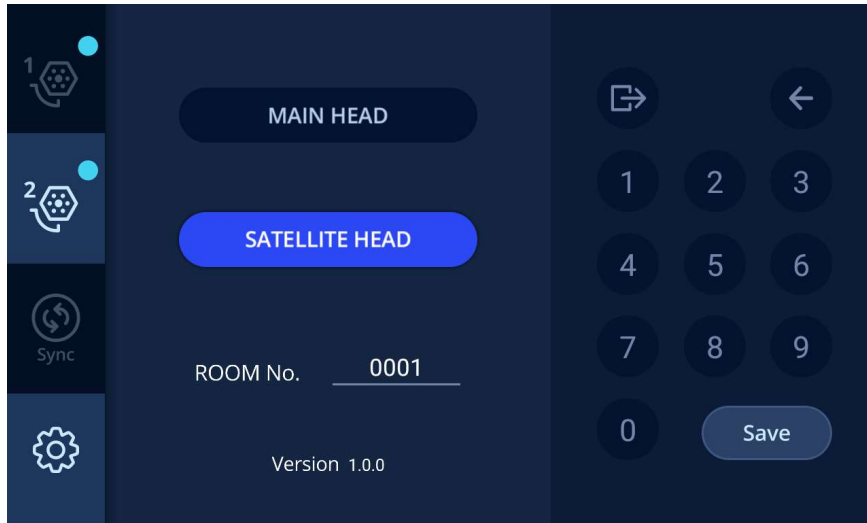 1
2
Sync
MAIN HEAD
SATELLITE HEAD
ROOM No. 0001
Version 1.0.0
1 2 3
4 5 6
7 8 9
0 Save